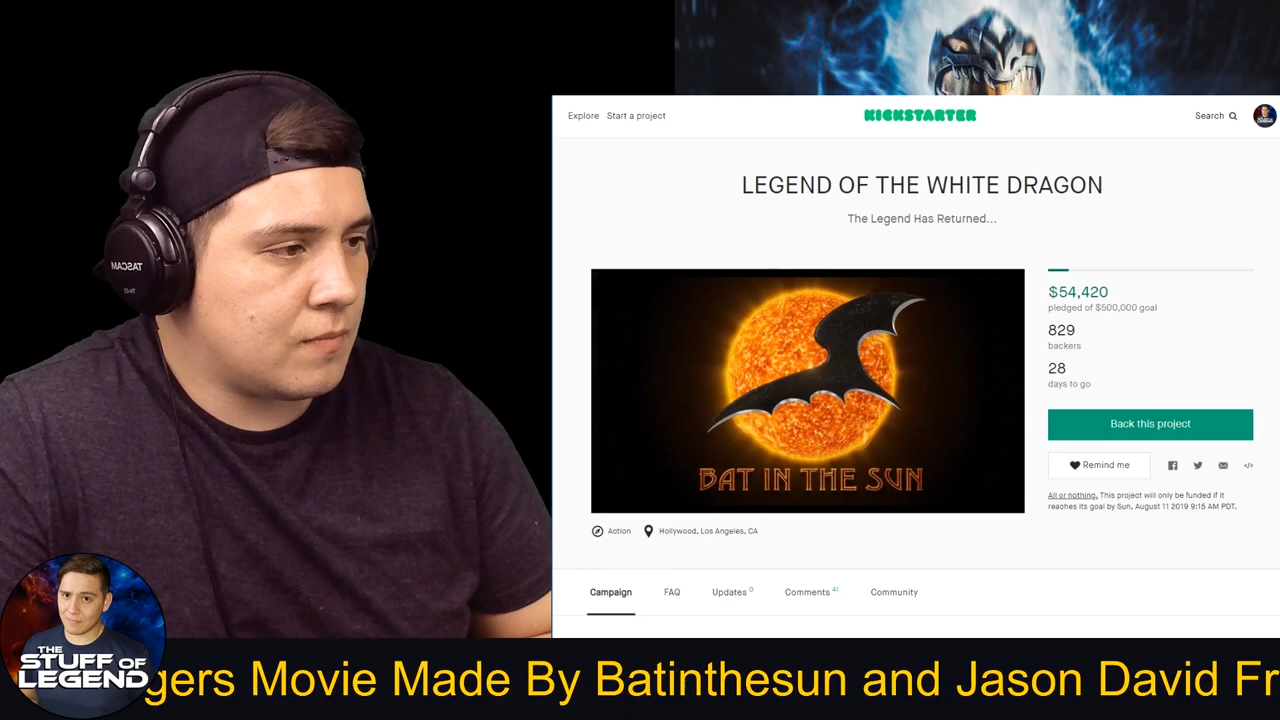 Explore Start a project KICKSTARTER Search
LEGEND OF THE WHITE DRAGON
The Legend Has Returned...
BAT IN THE SUN
$54,420
pledged of $500,000 goal
829
backers
28
days to go
Back this project
Remind me
</>
All or nothing. This project will only be funded if it
reaches its goal by Sun, August 11 2019 9:15 AM PDT.
Action Hollywood, Los Angeles, CA
Campaign FAQ Updates 0 Comments 41 Community
TASCAM
THE
STUFF OF
LEGEND
gers Movie Made By Batinthesun and Jason David Fr